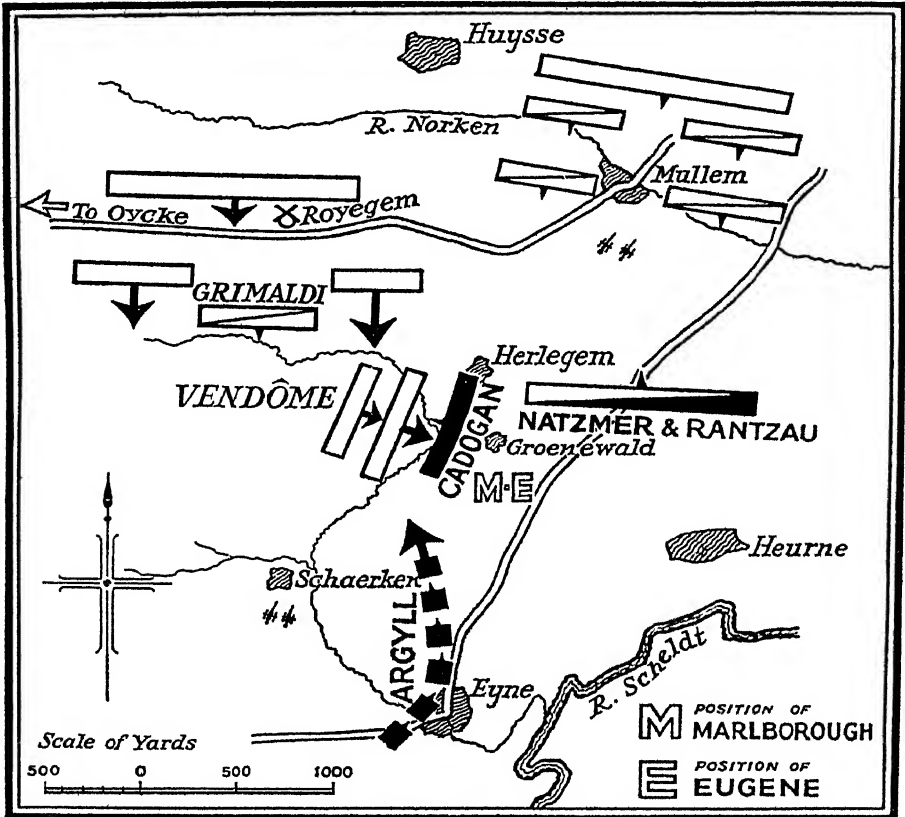 Huysse
R. Norken
Mullem
To Oycke
Royegem
GRIMALDI
Herlegem
VENDÔME
CADOGAN
NATZMER & RANTZAU
Groenewald
M·E
Heurne
Schaerken
ARGYLL
Eyne
R. Scheldt
M POSITION OF
MARLBOROUGH
E POSITION OF
EUGENE
Scale of Yards
500 0 500 1000